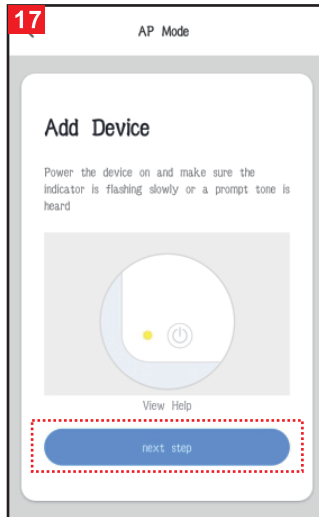 17
AP Mode
Add Device
Power the device on and make sure the
indicator is flashing slowly or a prompt tone is
heard
View Help
next step